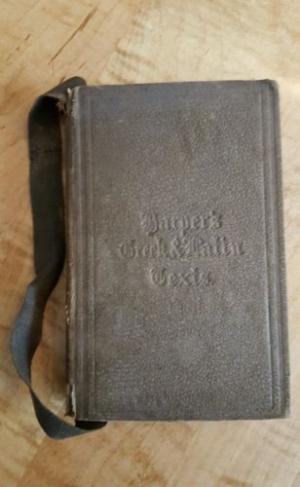 Harper's
Greek & Latin
Texts.